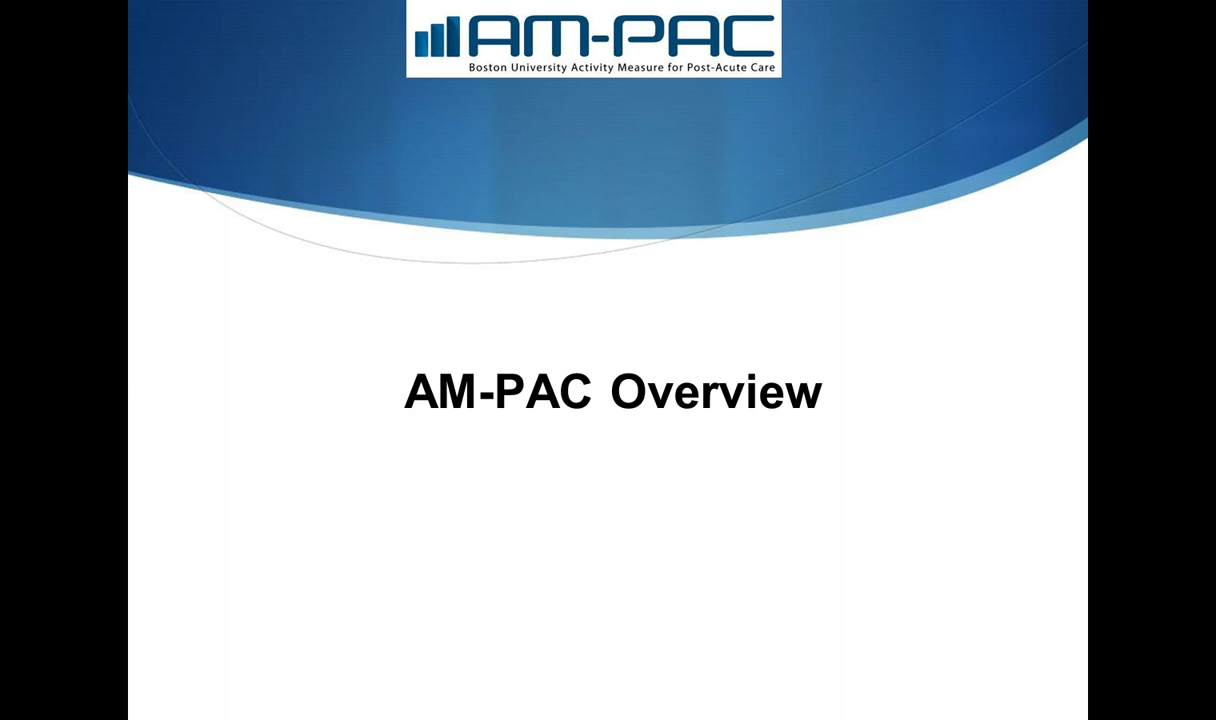 AM-PAC
Boston University Activity Measure for Post-Acute Care
AM-PAC Overview